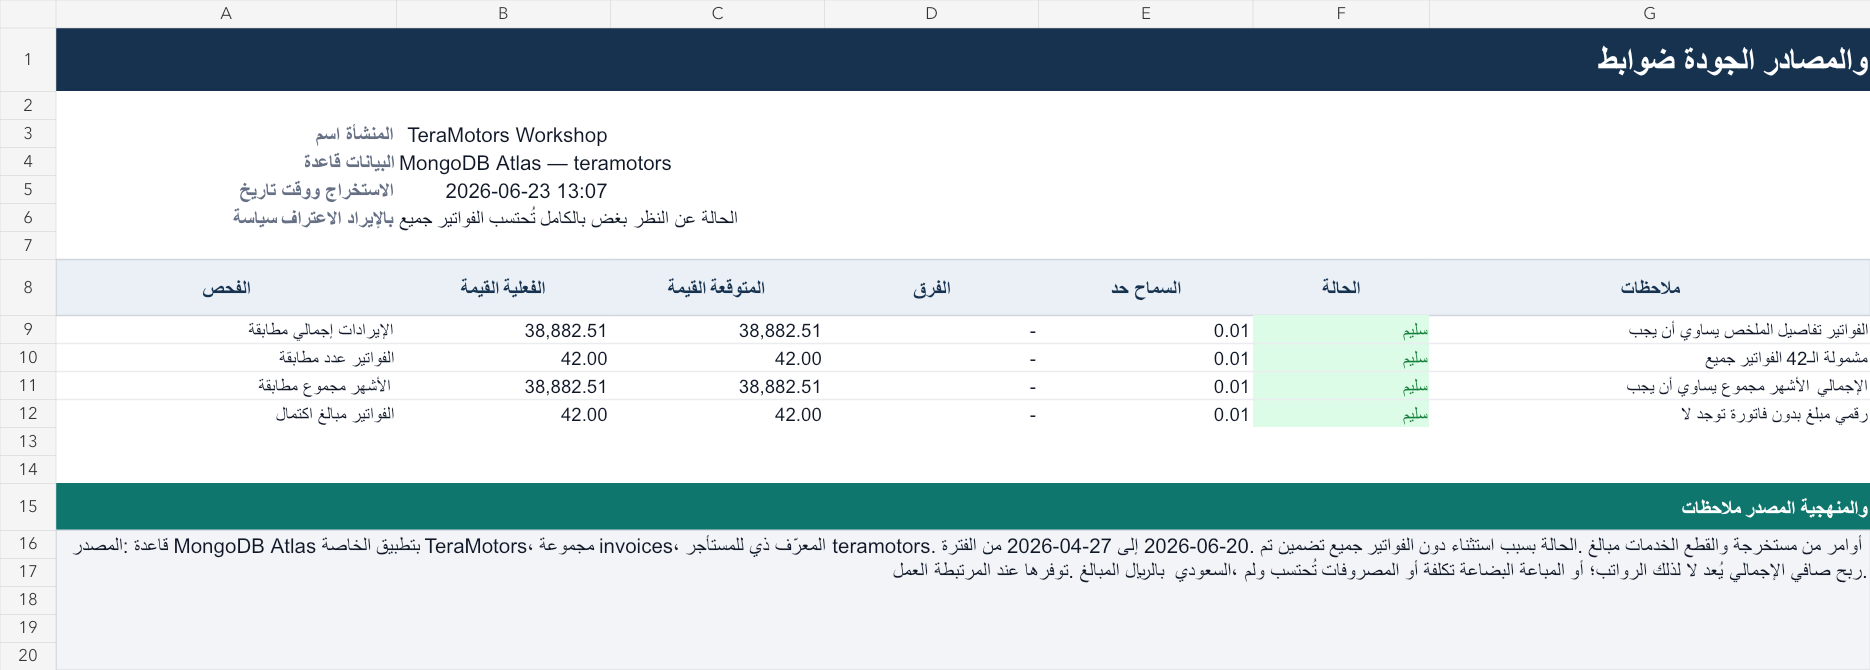 A B C D E F G
1 والمصادر الجودة ضوابط
2
3 المنشأة اسم TeraMotors Workshop
4 البيانات قاعدة MongoDB Atlas — teramotors
5 الاستخراج ووقت تاريخ 2026-06-23 13:07
6 بالإيراد الاعتراف سياسة الحالة عن النظر بغض بالكامل تُحتسب الفواتير جميع
7
8 الفحص الفعلية القيمة المتوقعة القيمة الفرق السماح حد الحالة ملاحظات
9 الإيرادات إجمالي مطابقة 38,882.51 38,882.51 - 0.01 سليم الفواتير تفاصيل الملخص يساوي أن يجب
10 الفواتير عدد مطابقة 42.00 42.00 - 0.01 سليم مشمولة الـ42 الفواتير جميع
11 الأشهر مجموع مطابقة 38,882.51 38,882.51 - 0.01 سليم الإجمالي الأشهر مجموع يساوي أن يجب
12 الفواتير مبالغ اكتمال 42.00 42.00 - 0.01 سليم رقمي مبلغ بدون فاتورة توجد لا
13
14
15 والمنهجية المصدر ملاحظات
16 أوامر من مستخرجة والقطع الخدمات مبالغ .الحالة بسبب استثناء دون الفواتير جميع تضمين تم .2026-06-20 إلى 2026-04-27 من الفترة .teramotors المعرّف ذي للمستأجر ،invoices مجموعة ،TeraMotors بتطبيق الخاصة MongoDB Atlas قاعدة :المصدر
17 .ربح صافي الإجمالي يُعد لا لذلك الرواتب؛ أو المباعة البضاعة تكلفة أو المصروفات تُحتسب ولم ،السعودي بالريال المبالغ .توفرها عند المرتبطة العمل
18
19
20